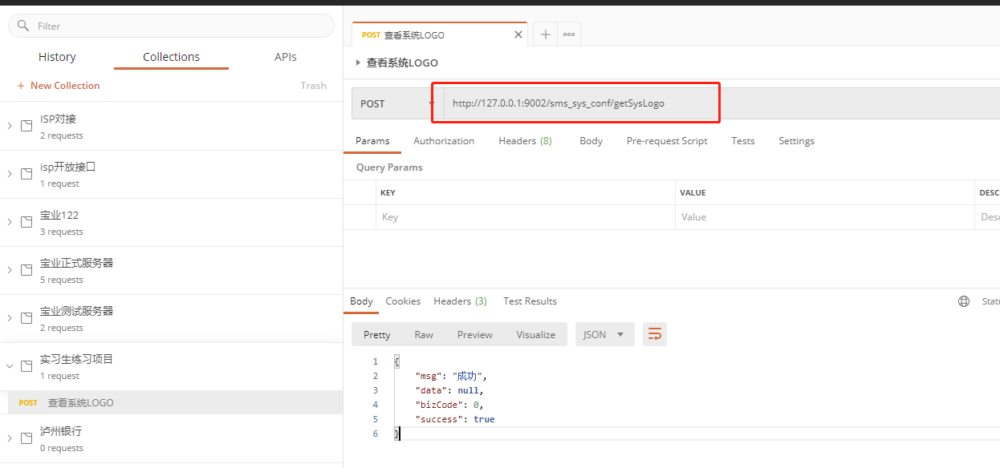 Filter
History Collections APIs
+ New Collection Trash
ISP对接
2 requests
isp开放接口
1 request
宝业122
3 requests
宝业正式服务器
5 requests
宝业测试服务器
2 requests
实习生练习项目
1 request
POST 查看系统LOGO
泸州银行
0 requests
POST 查看系统LOGO
查看系统LOGO
POST http://127.0.0.1:9002/sms_sys_conf/getSysLogo
Params Authorization Headers (8) Body Pre-request Script Tests Settings
Query Params
KEY VALUE DESC
Key Value Desc
Body Cookies Headers (3) Test Results Statu
Pretty Raw Preview Visualize JSON
1 {
2 "msg": "成功",
3 "data": null,
4 "bizCode": 0,
5 "success": true
6 }